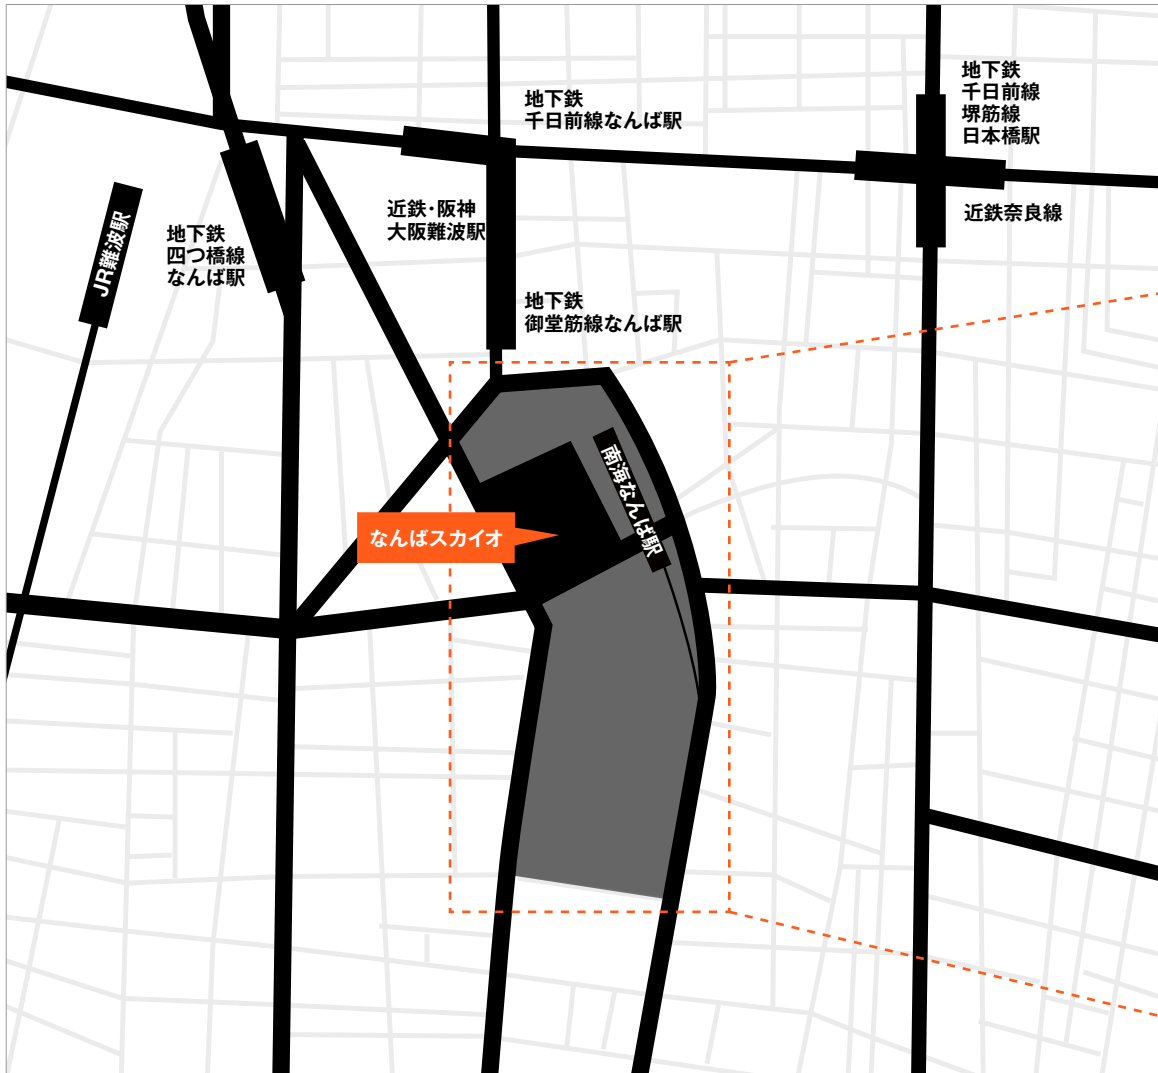 地下鉄
千日前線なんば駅
地下鉄
千日前線
堺筋線
日本橋駅
近鉄奈良線
近鉄・阪神
大阪難波駅
JR難波駅
地下鉄
四つ橋線
なんば駅
地下鉄
御堂筋線なんば駅
南海なんば駅
なんばスカイオ